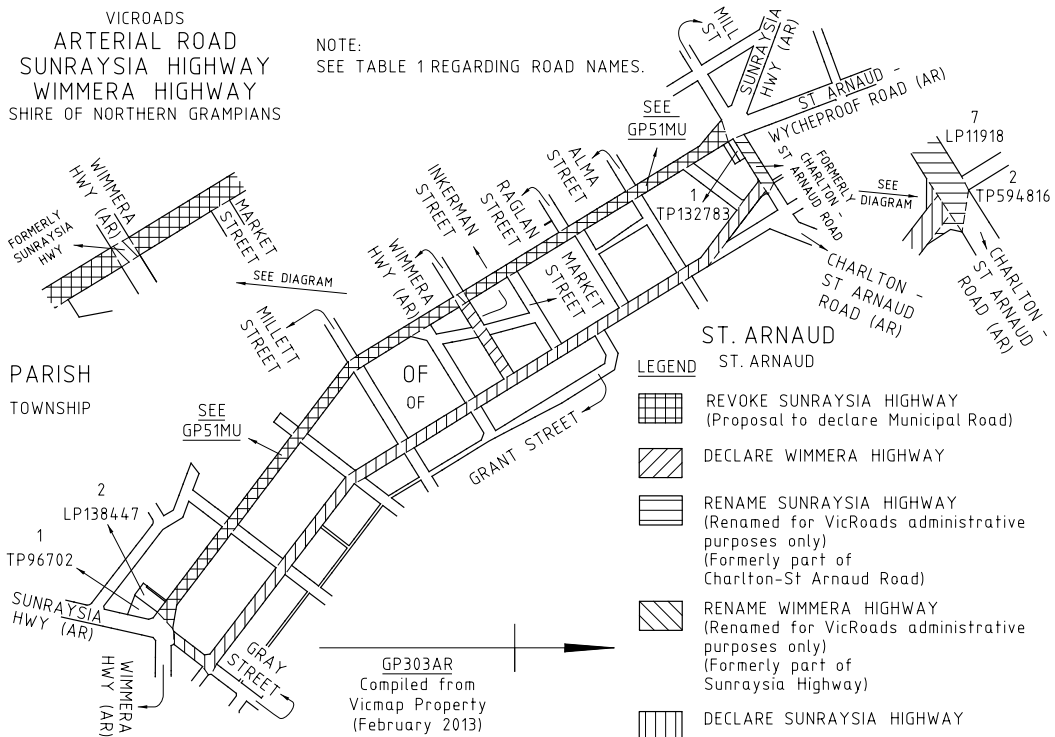 VICROADS
ARTERIAL ROAD
SUNRAYSIA HIGHWAY
WIMMERA HIGHWAY
SHIRE OF NORTHERN GRAMPIANS
NOTE:
SEE TABLE 1 REGARDING ROAD NAMES.
MILL
ST
SUNRAYSIA
HWY (AR)
ST ARNAUD -
WYCHEPROOF ROAD (AR)
SEE
GP51MU
FORMERLY
CHARLTON -
ST ARNAUD ROAD
7
LP11918
2
TP594816
SEE
DIAGRAM
CHARLTON -
ST ARNAUD
ROAD (AR)
1
TP132783
CHARLTON -
ST ARNAUD
ROAD (AR)
ALMA
STREET
RAGLAN
STREET
INKERMAN
STREET
WIMMERA
HWY (AR)
MARKET
STREET
WIMMERA
HWY (AR)
FORMERLY
SUNRAYSIA
HWY
MARKET
STREET
SEE DIAGRAM
MILLETT
STREET
PARISH
OF
ST. ARNAUD
TOWNSHIP
OF
ST. ARNAUD
SEE
GP51MU
GRANT STREET
2
LP138447
1
TP96702
SUNRAYSIA
HWY (AR)
WIMMERA
HWY (AR)
GRAY
STREET
GP303AR
Compiled from
Vicmap Property
(February 2013)
LEGEND
REVOKE SUNRAYSIA HIGHWAY
(Proposal to declare Municipal Road)
DECLARE WIMMERA HIGHWAY
RENAME SUNRAYSIA HIGHWAY
(Renamed for VicRoads administrative
purposes only)
(Formerly part of
Charlton-St Arnaud Road)
RENAME WIMMERA HIGHWAY
(Renamed for VicRoads administrative
purposes only)
(Formerly part of
Sunraysia Highway)
DECLARE SUNRAYSIA HIGHWAY